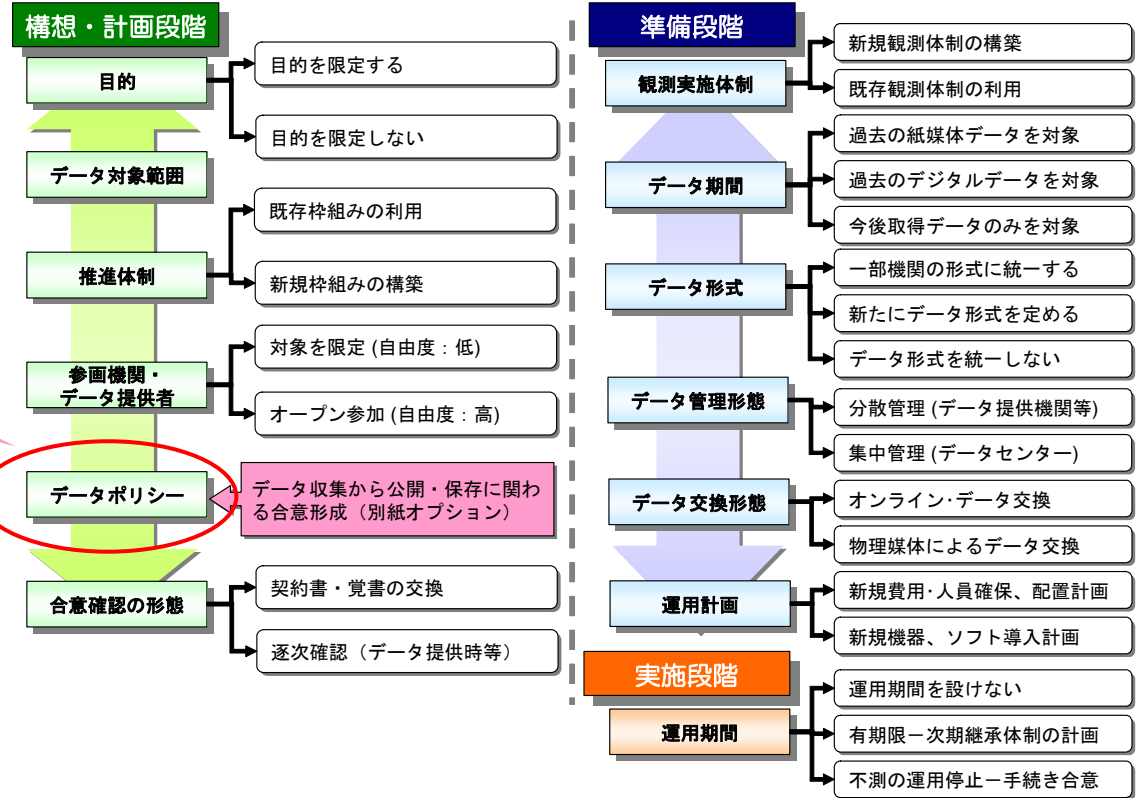 構想・計画段階
目的
目的を限定する
目的を限定しない
データ対象範囲
推進体制
既存枠組みの利用
新規枠組みの構築
参画機関・
データ提供者
対象を限定 (自由度：低)
オープン参加 (自由度：高)
データポリシー
データ収集から公開・保存に関わ
る合意形成（別紙オプション）
合意確認の形態
契約書・覚書の交換
逐次確認（データ提供時等）
準備段階
観測実施体制
新規観測体制の構築
既存観測体制の利用
データ期間
過去の紙媒体データを対象
過去のデジタルデータを対象
今後取得データのみを対象
データ形式
一部機関の形式に統一する
新たにデータ形式を定める
データ形式を統一しない
データ管理形態
分散管理 (データ提供機関等)
集中管理 (データセンター)
データ交換形態
オンライン･データ交換
物理媒体によるデータ交換
運用計画
新規費用･人員確保、配置計画
新規機器、ソフト導入計画
実施段階
運用期間
運用期間を設けない
有期限－次期継承体制の計画
不測の運用停止－手続き合意